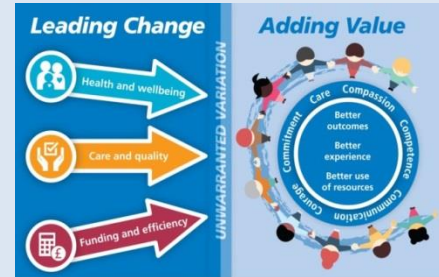 Leading Change
Adding Value
Health and wellbeing
Care and quality
Funding and efficiency
UNWARRANTED VARIATION
Care Compassion Competence Communication Courage Commitment
Better
outcomes
Better
experience
Better use
of resources
£